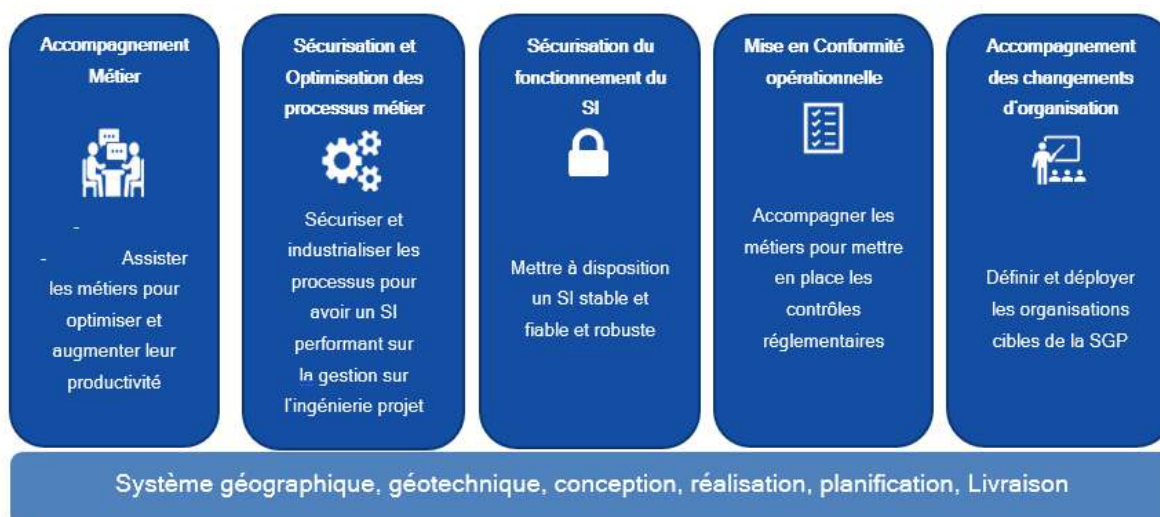 Accompagnement
Métier
-
- Assister
les métiers pour
optimiser et
augmenter leur
productivité
Sécurisation et
Optimisation des
processus métier
Sécuriser et
industrialiser les
processus pour
avoir un SI
performant sur
la gestion sur
l'ingénierie projet
Sécurisation du
fonctionnement du
SI
Mettre à disposition
un SI stable et
fiable et robuste
Mise en Conformité
opérationnelle
Accompagner les
métiers pour mettre
en place les
contrôles
réglementaires
Accompagnement
des changements
d'organisation
Définir et déployer
les organisations
cibles de la SGP
Système géographique, géotechnique, conception, réalisation, planification, Livraison